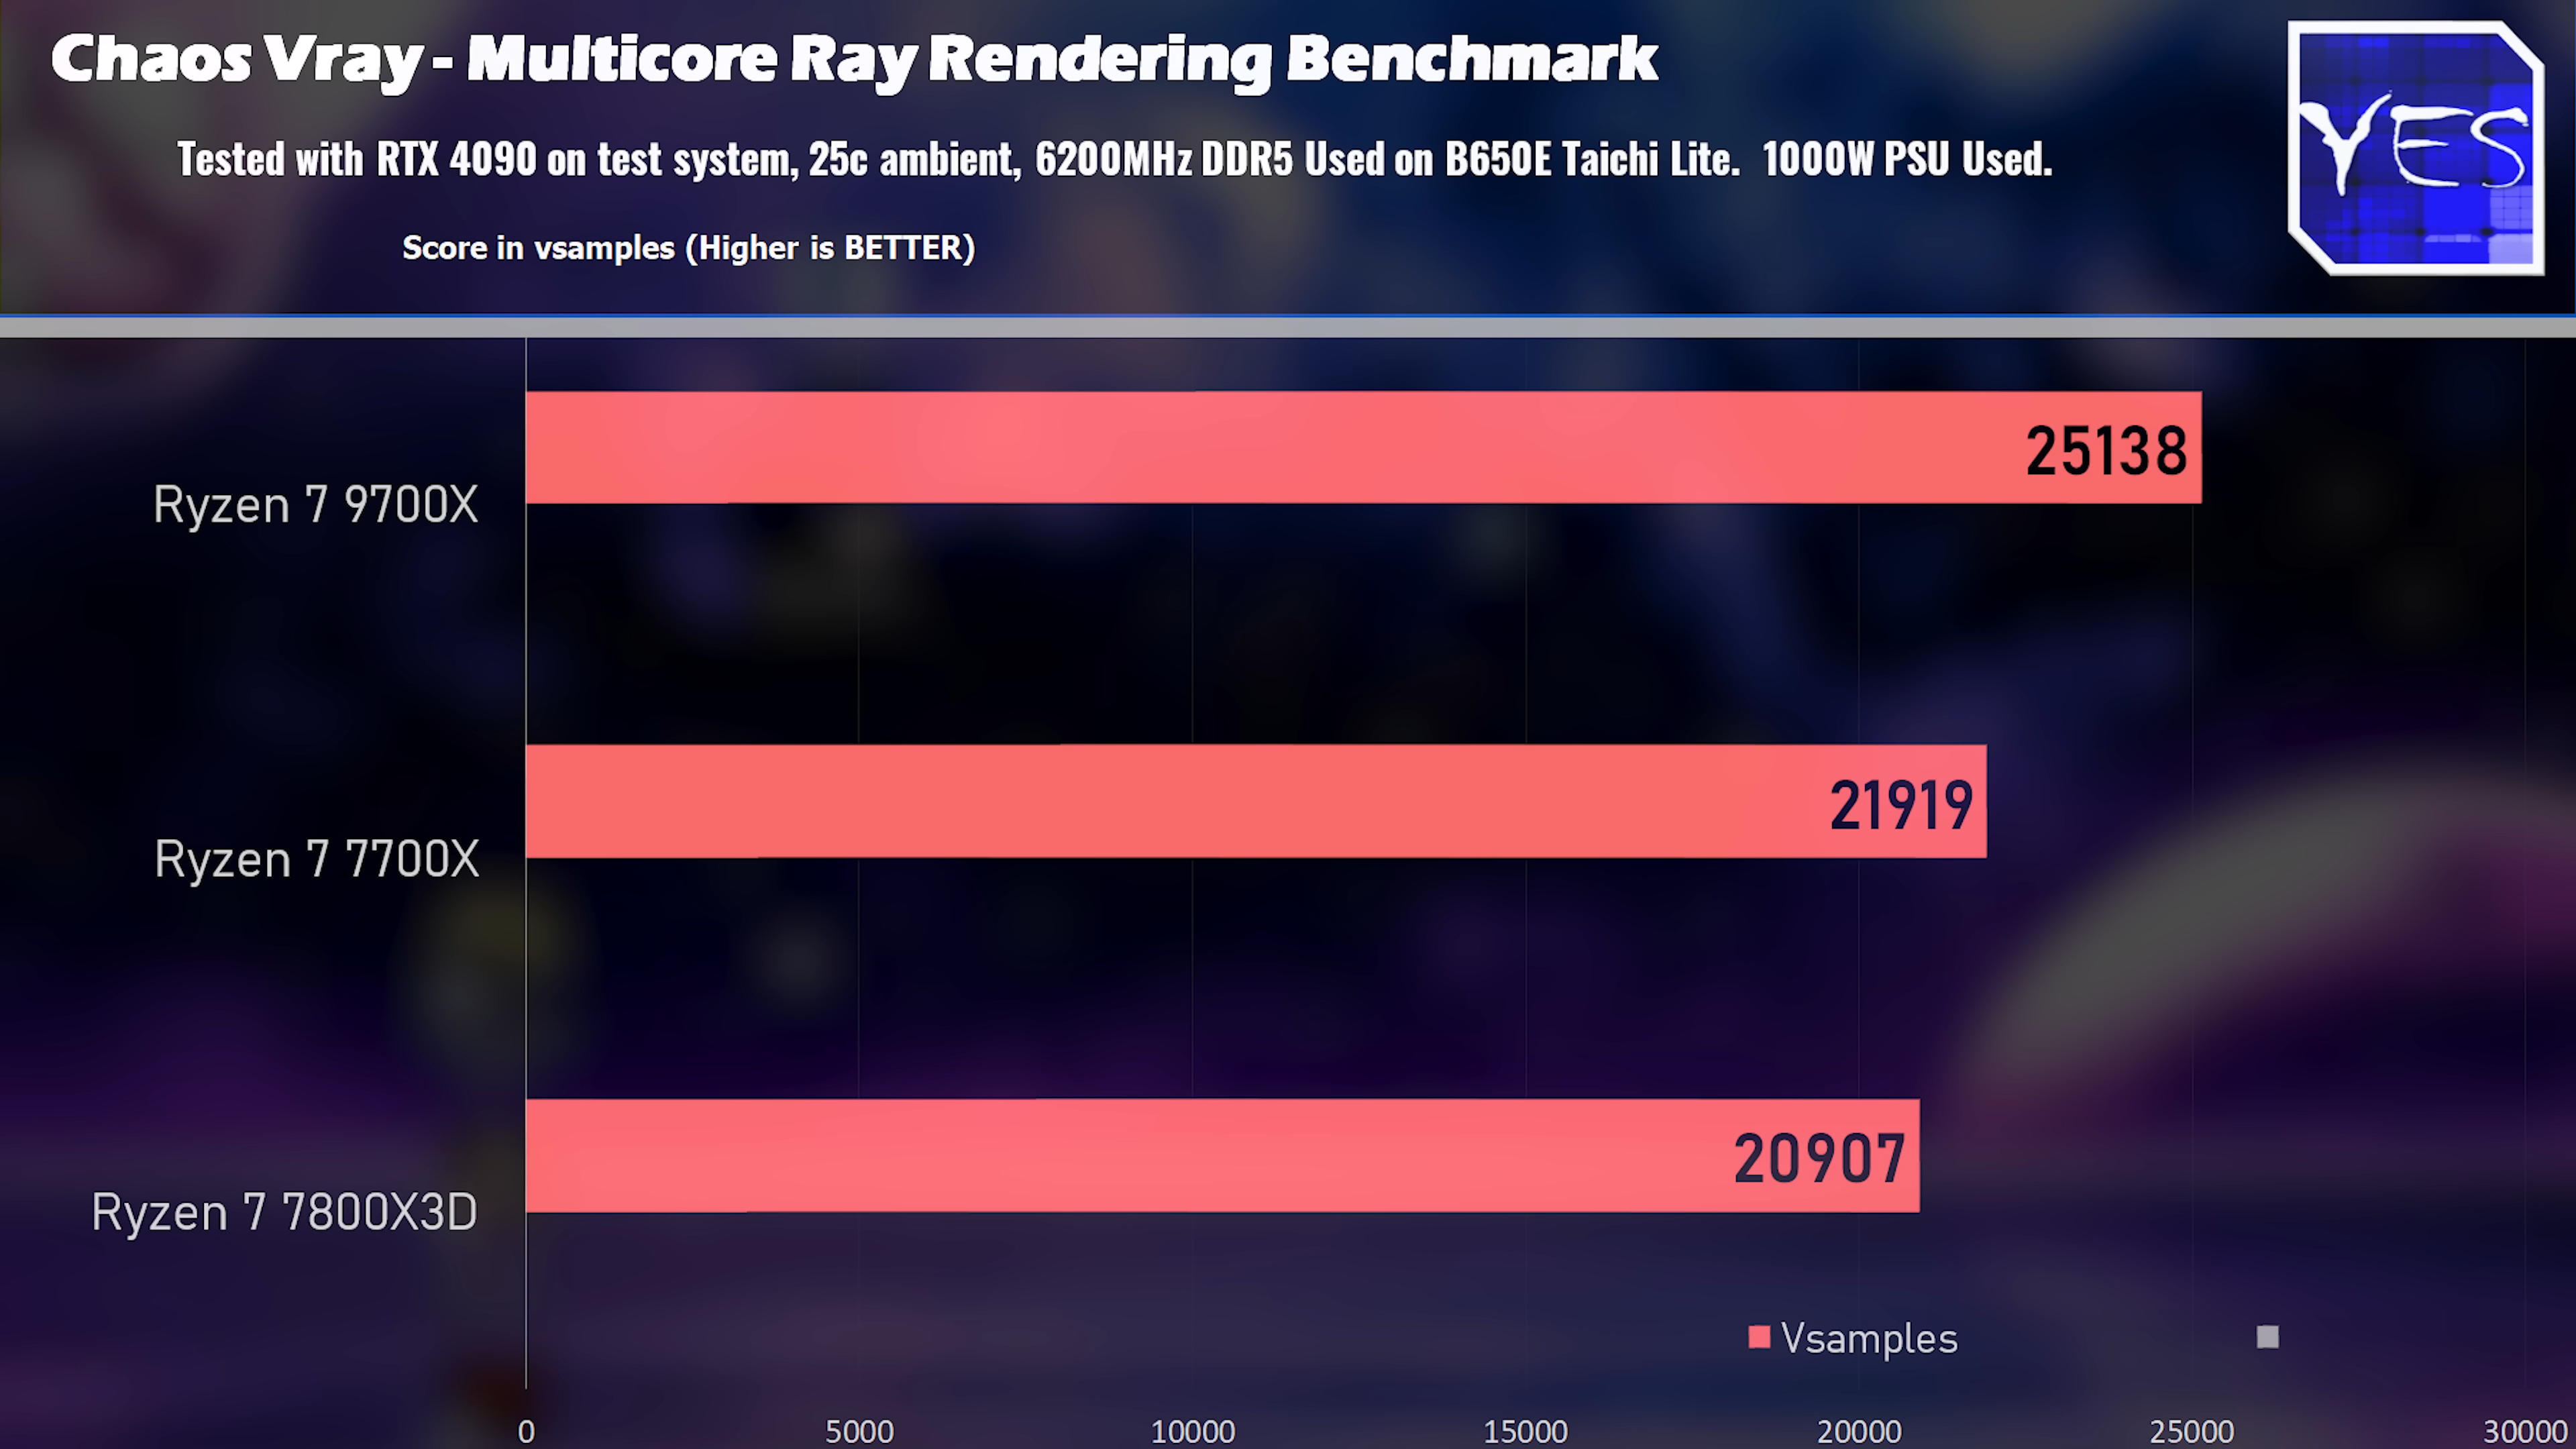 Chaos Vray - Multicore Ray Rendering Benchmark
YES
Tested with RTX 4090 on test system, 25c ambient, 6200MHz DDR5 Used on B650E Taichi Lite. 1000W PSU Used.
Score in vsamples (Higher is BETTER)
Ryzen 7 9700X
25138
Ryzen 7 7700X
21919
Ryzen 7 7800X3D
20907
Vsamples
0 5000 10000 15000 20000 25000 30000